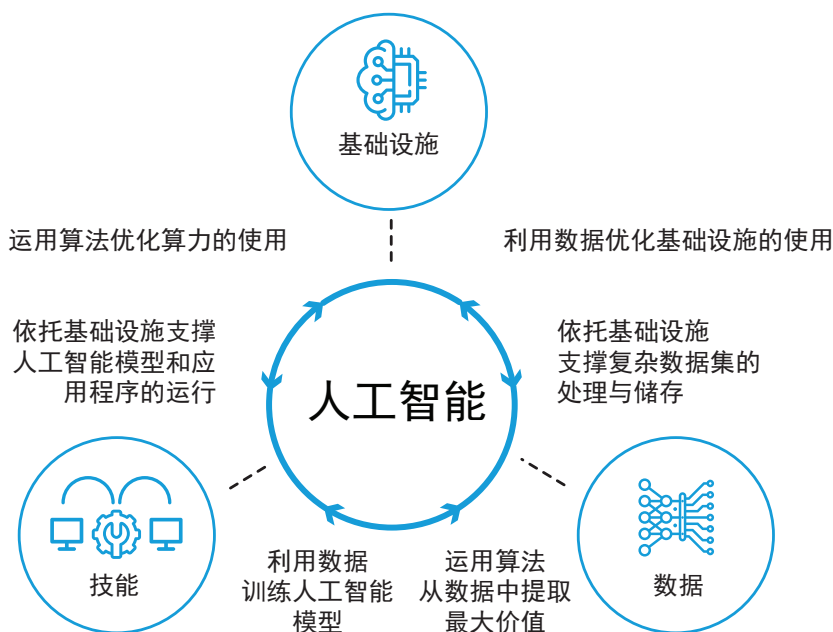 基础设施
运用算法优化算力的使用
利用数据优化基础设施的使用
依托基础设施支撑
人工智能模型和应
用程序的运行
依托基础设施
支撑复杂数据集的
处理与储存
人工智能
技能
利用数据
训练人工智能
模型
运用算法
从数据中提取
最大价值
数据